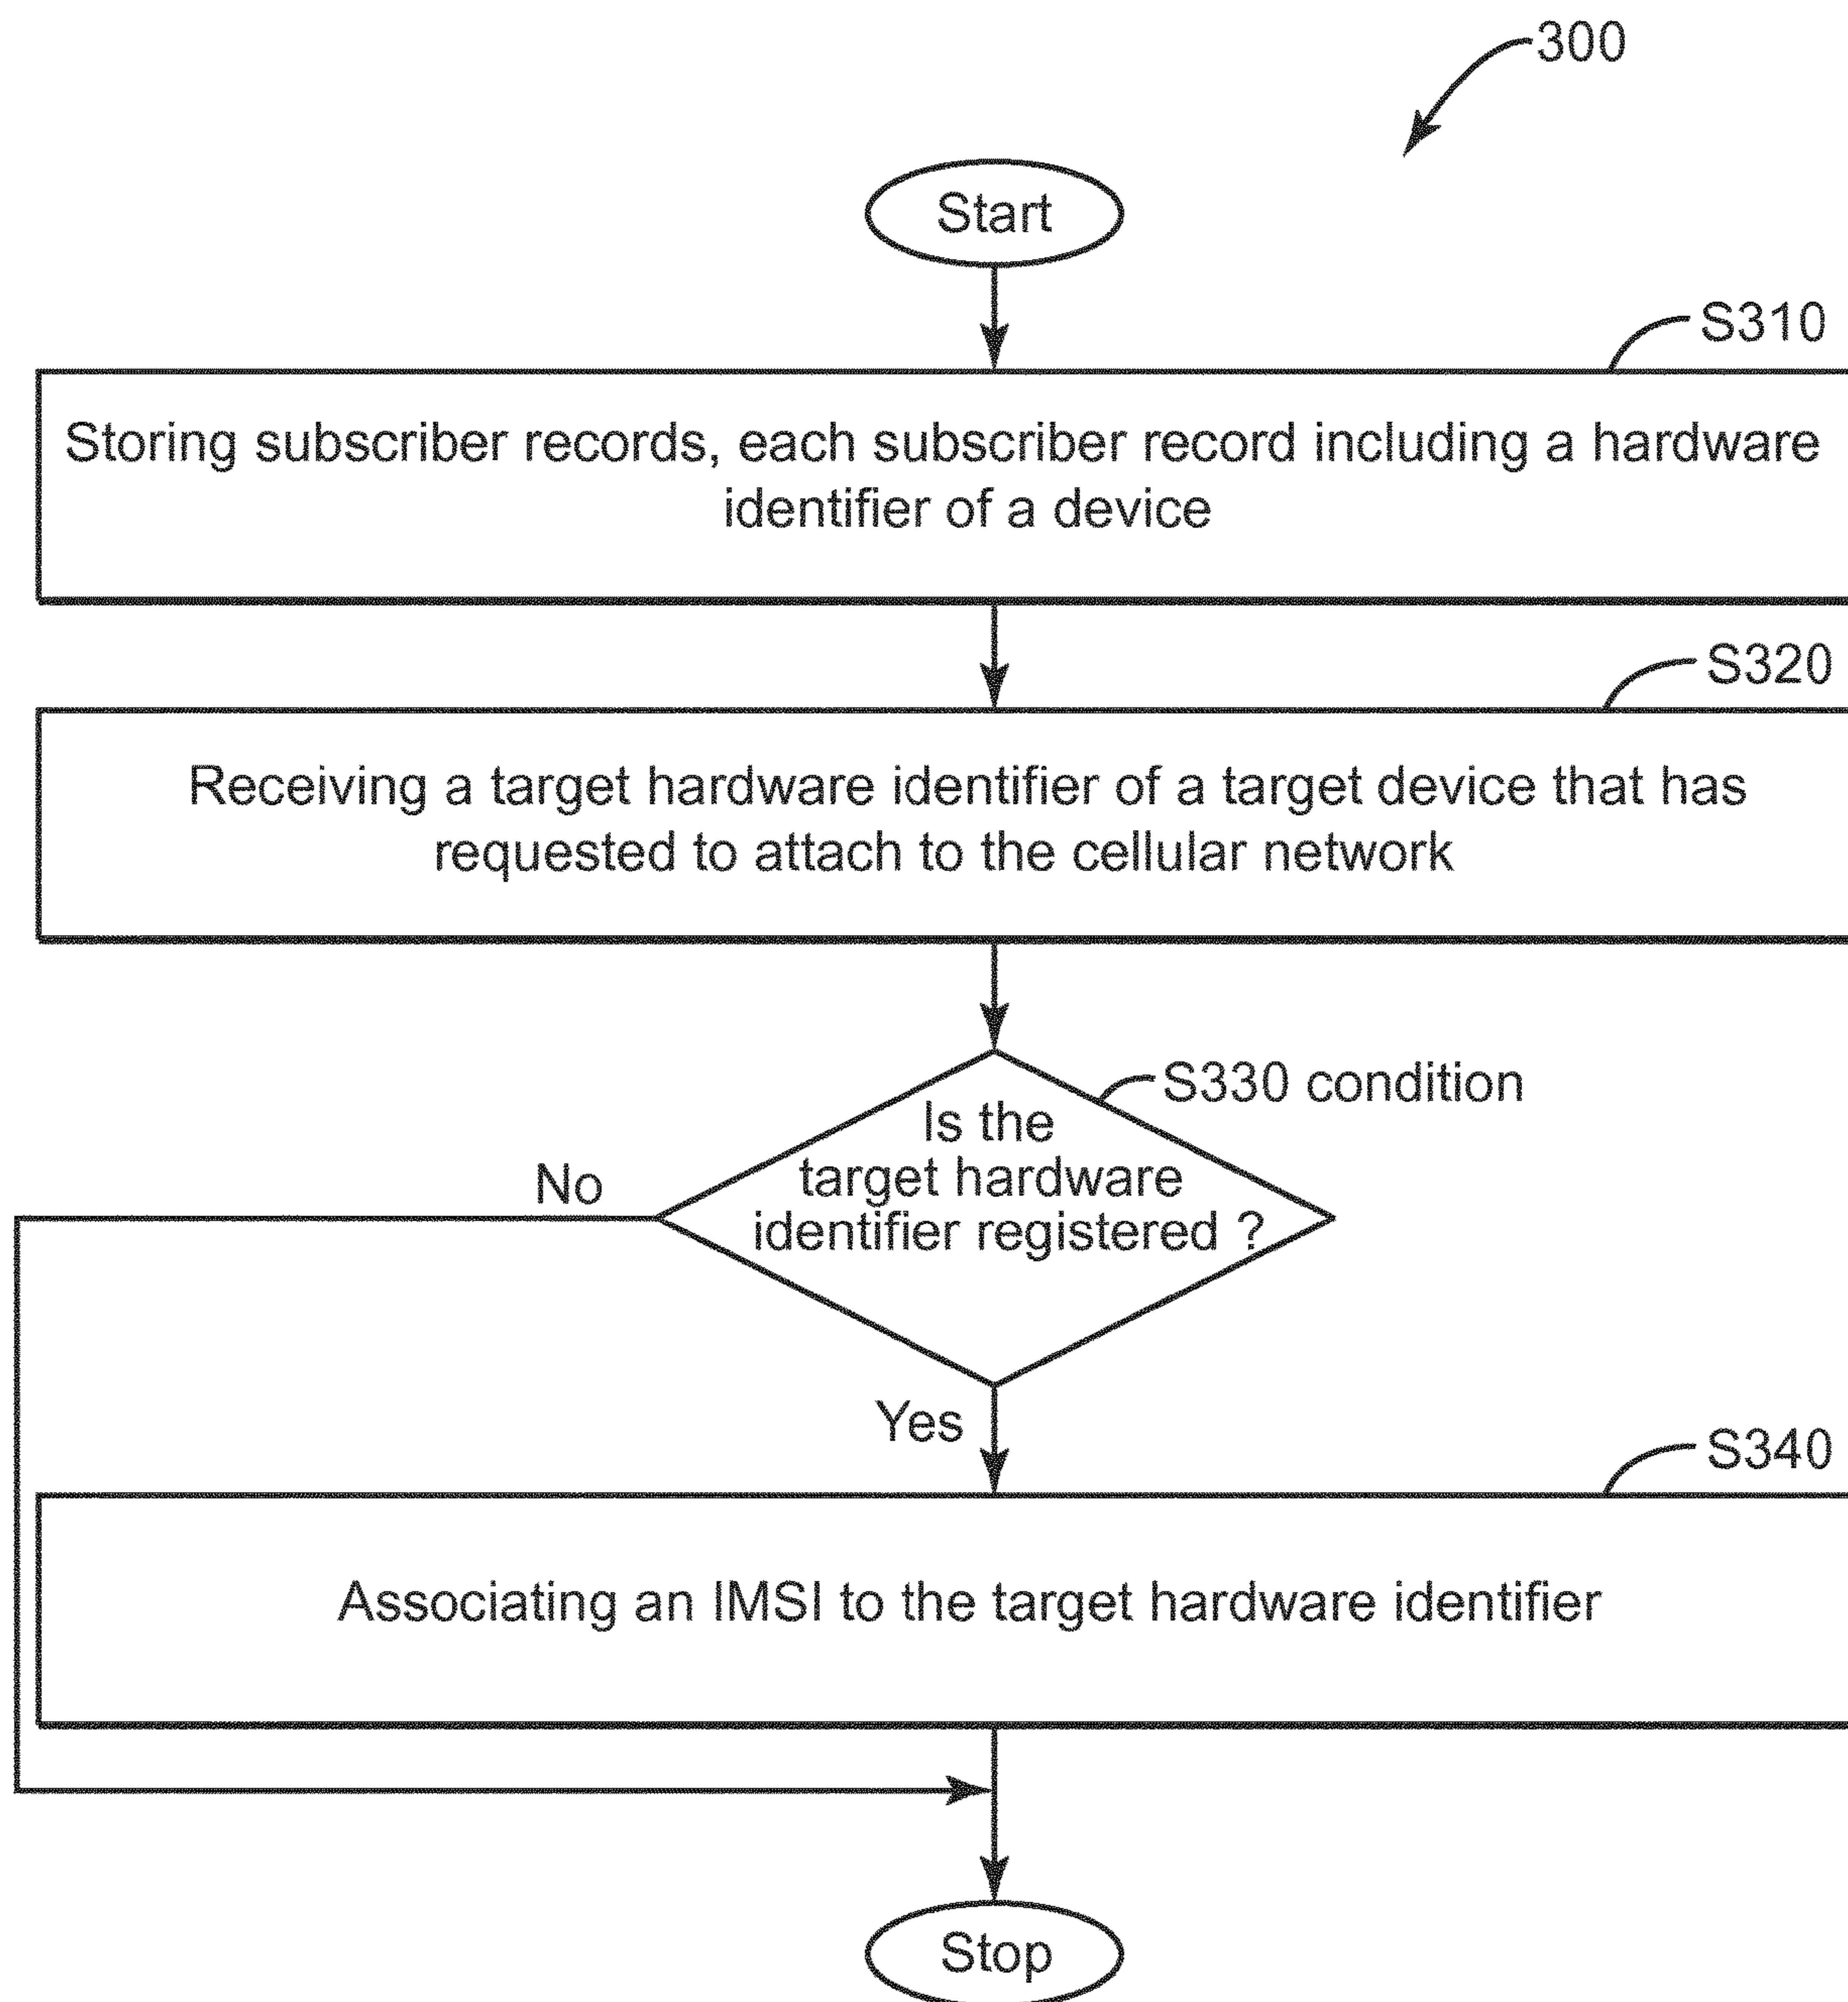 300
Start
S310
Storing subscriber records, each subscriber record including a hardware
identifier of a device
S320
Receiving a target hardware identifier of a target device that has
requested to attach to the cellular network
S330 condition
Is the
target hardware
identifier registered ?
No
Yes
S340
Associating an IMSI to the target hardware identifier
Stop